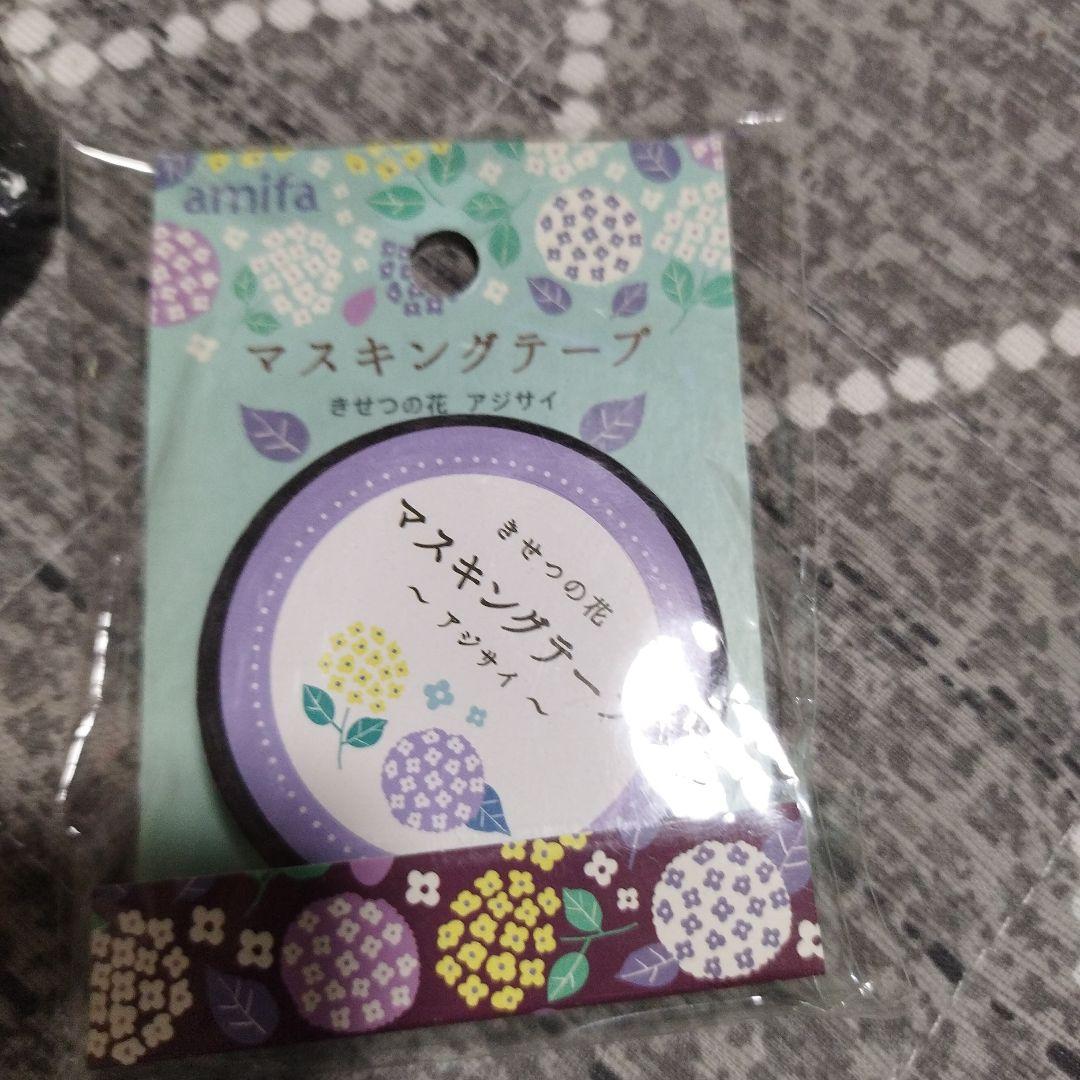 amifa
マスキングテープ
きせつの花 アジサイ
きせつの花
マスキングテー
～アジサイ～